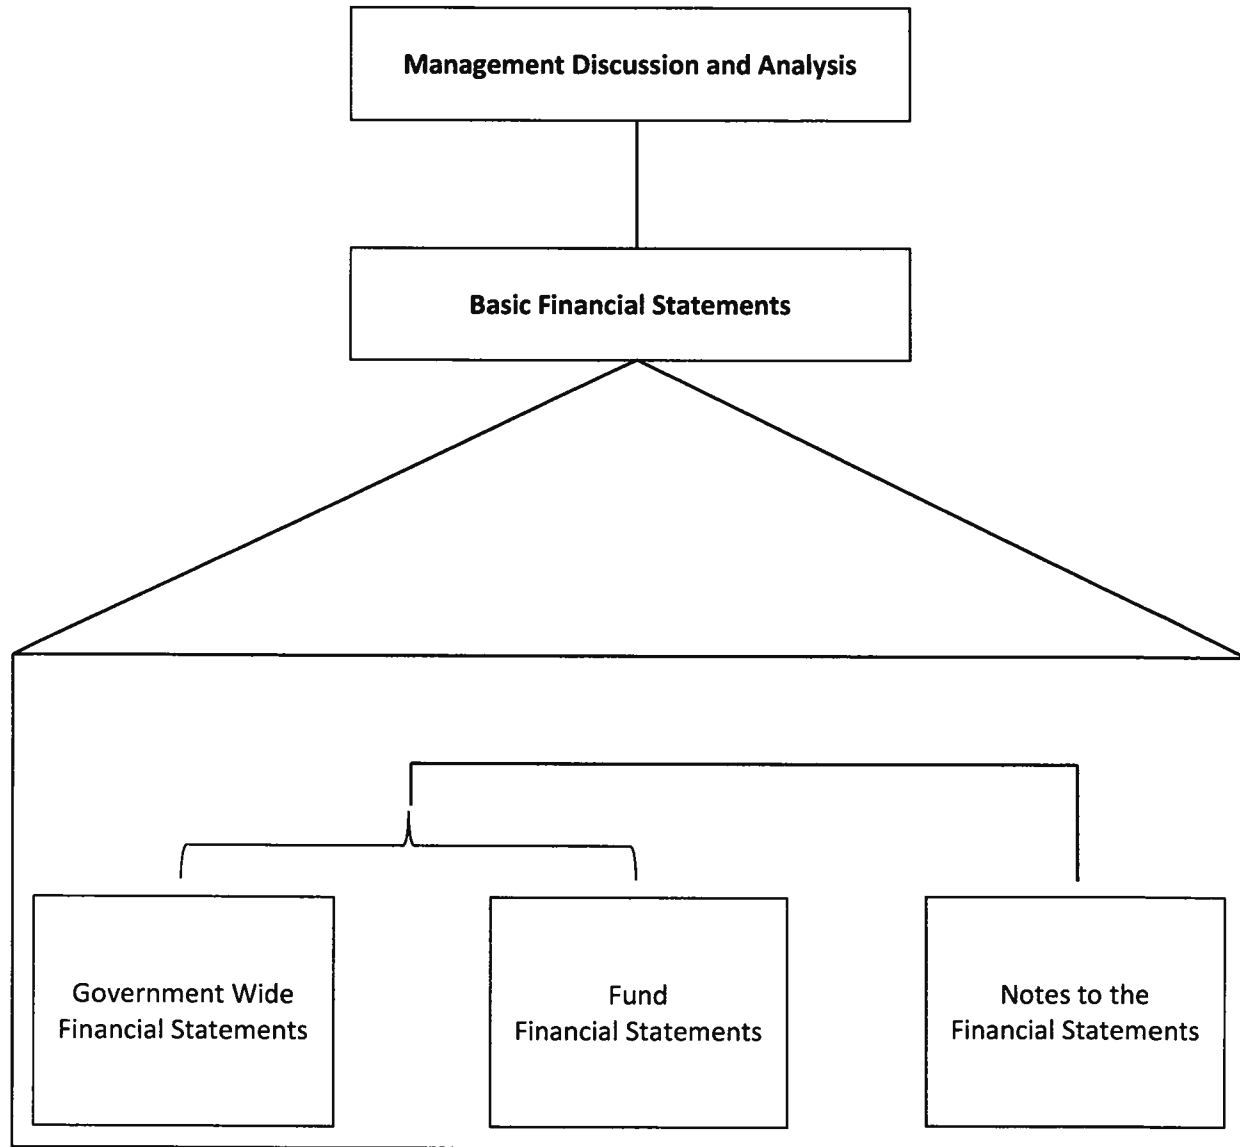 Management Discussion and Analysis
Basic Financial Statements
Government Wide
Financial Statements
Fund
Financial Statements
Notes to the
Financial Statements